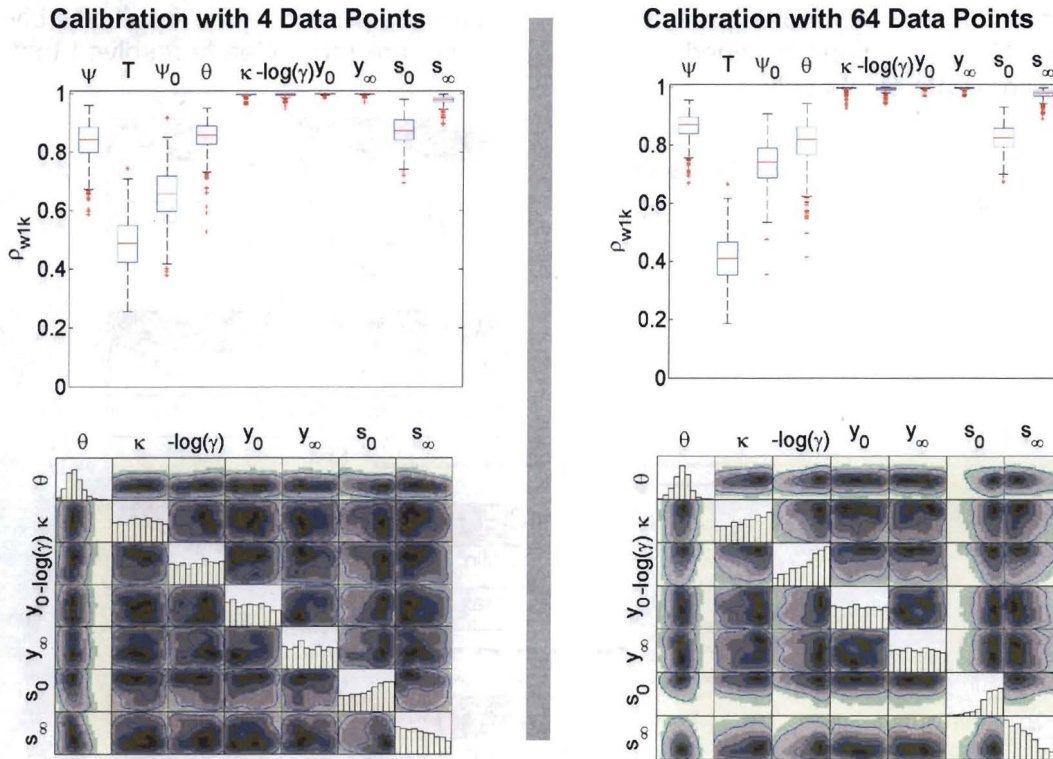 Calibration with 4 Data Points
Ψ T Ψ0 θ κ -log(γ) y0 y∞ s0 s∞
1
0.8
0.6
0.4
0.2
0
ρw1k
θ κ -log(γ) y0 y∞ s0 s∞
θ
κ
-log(γ)
y0
y∞
s0
s∞
Calibration with 64 Data Points
Ψ T Ψ0 θ κ -log(γ) y0 y∞ s0 s∞
1
0.8
0.6
0.4
0.2
0
ρw1k
θ κ -log(γ) y0 y∞ s0 s∞
θ
κ
-log(γ)
y0
y∞
s0
s∞